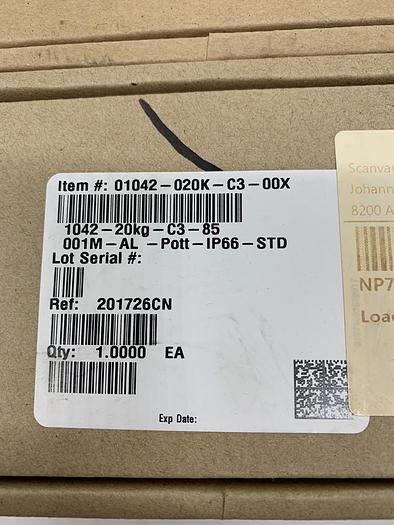 Item #: 01042-020K-C3-00X
1042-20kg-C3-85
001M-AL -Pott-IP66-STD
Lot Serial #:
Ref: 201726CN
Qty: 1.0000 EA
Exp Date:
Scanva
Johann
8200 A
NP7
Load